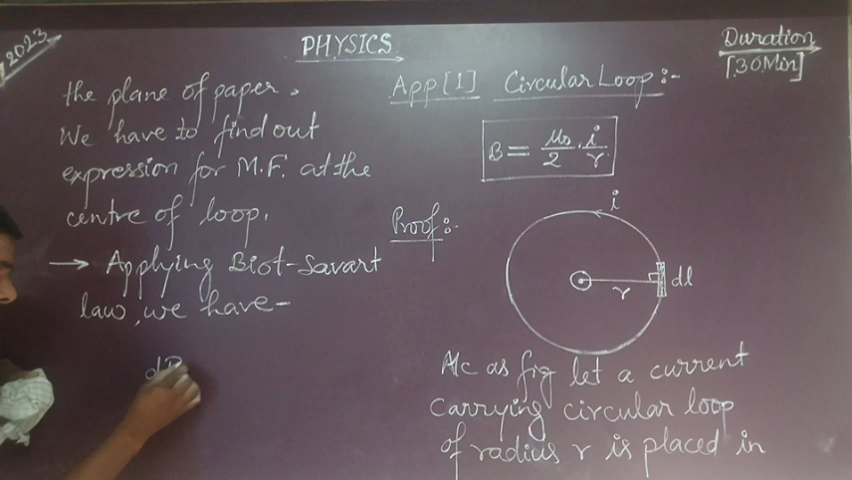 2023
PHYSICS
Duration
[30Min]
App[1] Circular Loop:-
B = μ₀/2 · i/r
Proof:-
i
r
dl
A/c as fig let a current
carrying circular loop
of radius r is placed in
the plane of paper.
We have to find out
expression for M.F. at the
centre of loop.
→ Applying Biot-Savart
law, we have-
dB